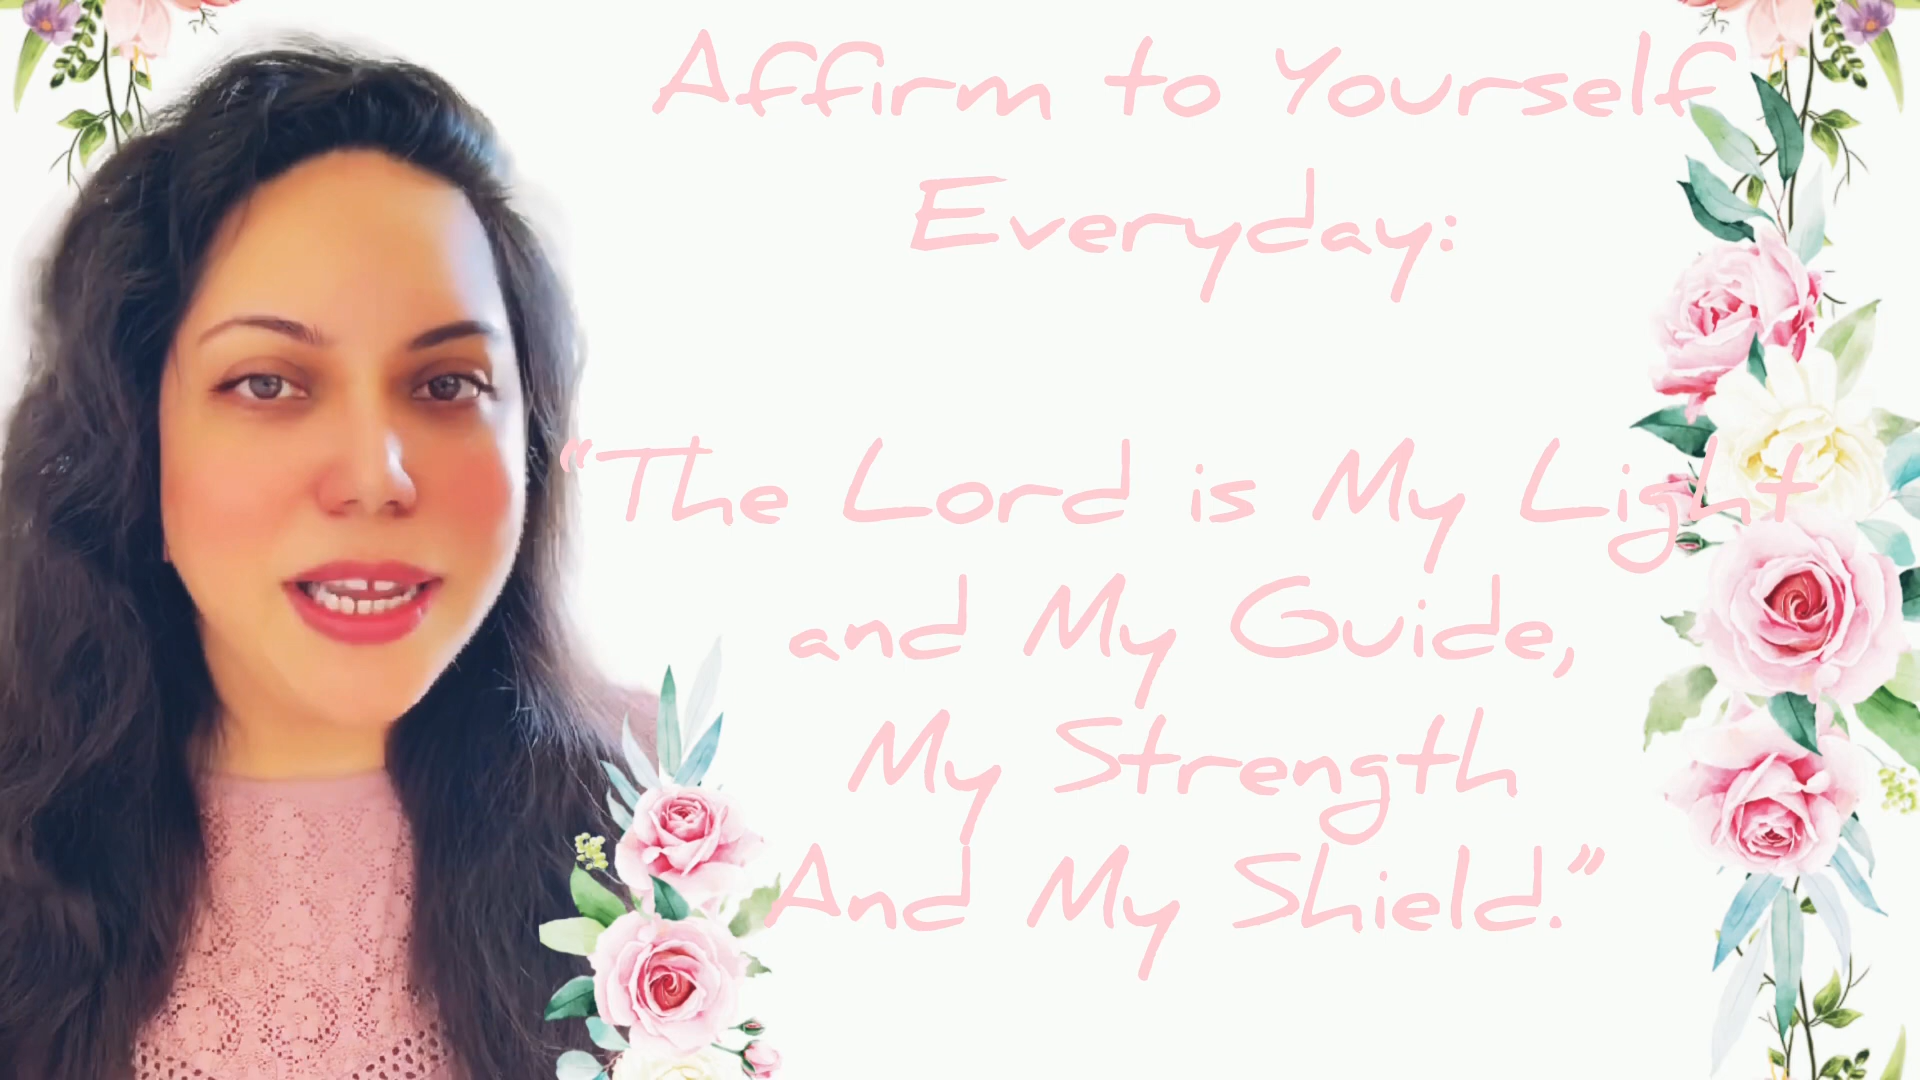 Affirm to Yourself
Everyday:
“The Lord is My Light
and My Guide,
My Strength
And My Shield.”